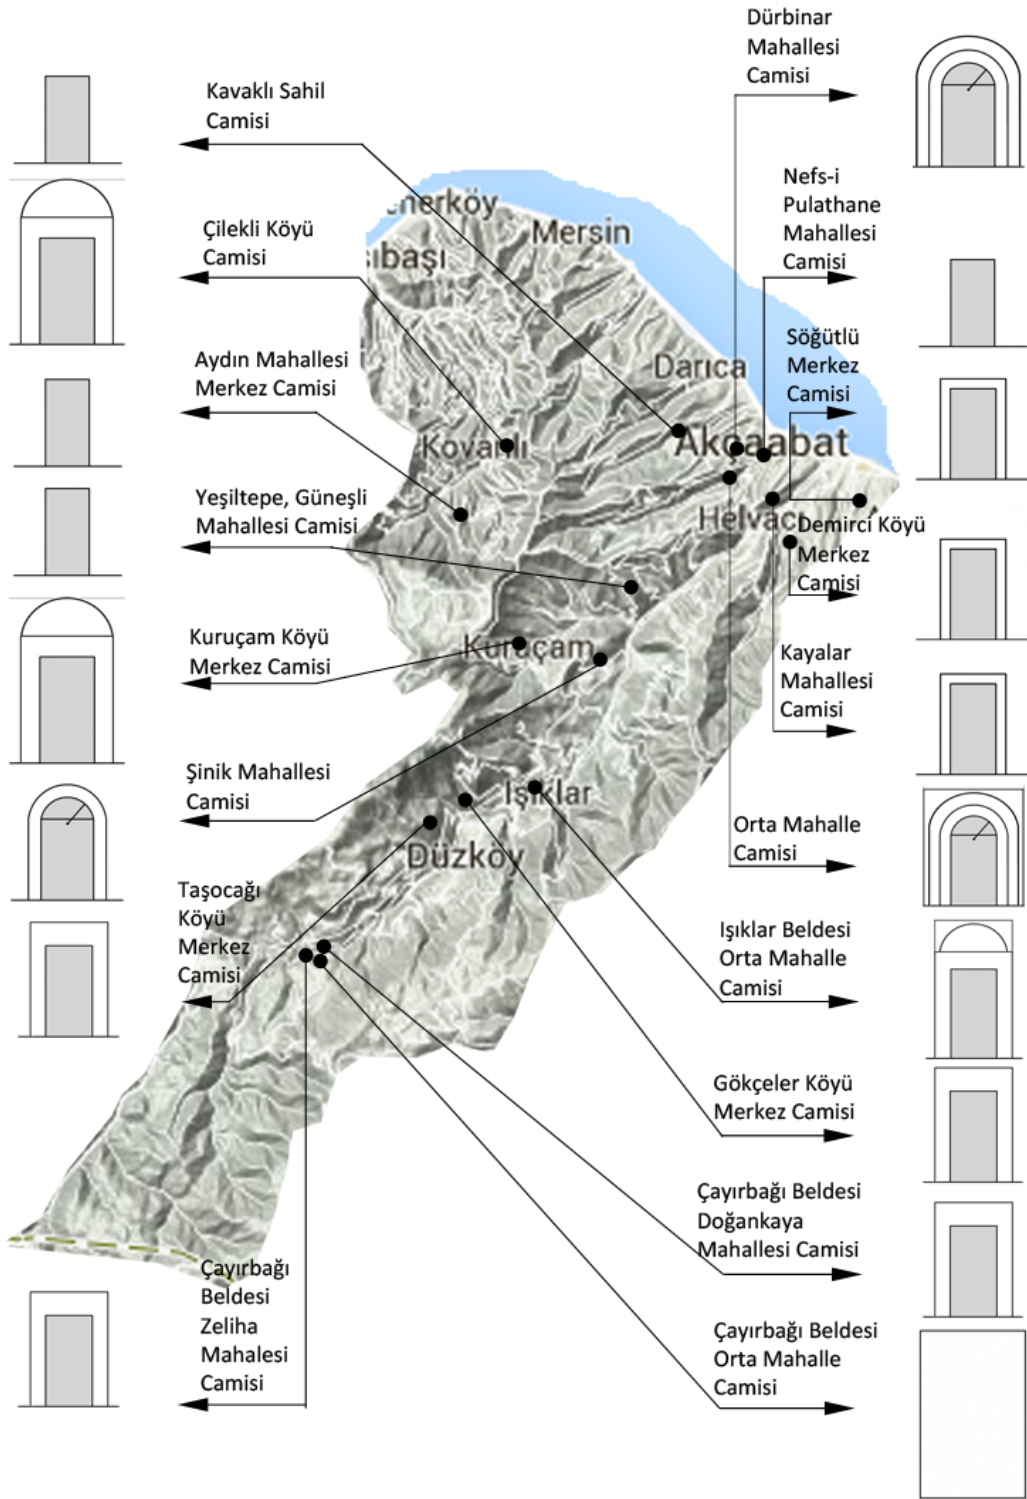 Dürbinar
Mahallesi
Camisi
Kavaklı Sahil
Camisi
Nefs-i
Pulathane
Mahallesi
Camisi
Çilekli Köyü
Camisi
Mersin
Söğütlü
Merkez
Camisi
Aydın Mahallesi
Merkez Camisi
Darıca
Akçaabat
Kovanlı
Yeşiltepe, Güneşli
Mahallesi Camisi
Helvacı
Demirci Köyü
Merkez
Camisi
Kuruçam Köyü
Merkez Camisi
Kuruçam
Kayalar
Mahallesi
Camisi
Şinik Mahallesi
Camisi
Işıklar
Düzköy
Orta Mahalle
Camisi
Taşocağı
Köyü
Merkez
Camisi
Işıklar Beldesi
Orta Mahalle
Camisi
Gökçeler Köyü
Merkez Camisi
Çayırbağı Beldesi
Doğankaya
Mahallesi Camisi
Çayırbağı
Beldesi
Zeliha
Mahalesi
Camisi
Çayırbağı Beldesi
Orta Mahalle
Camisi